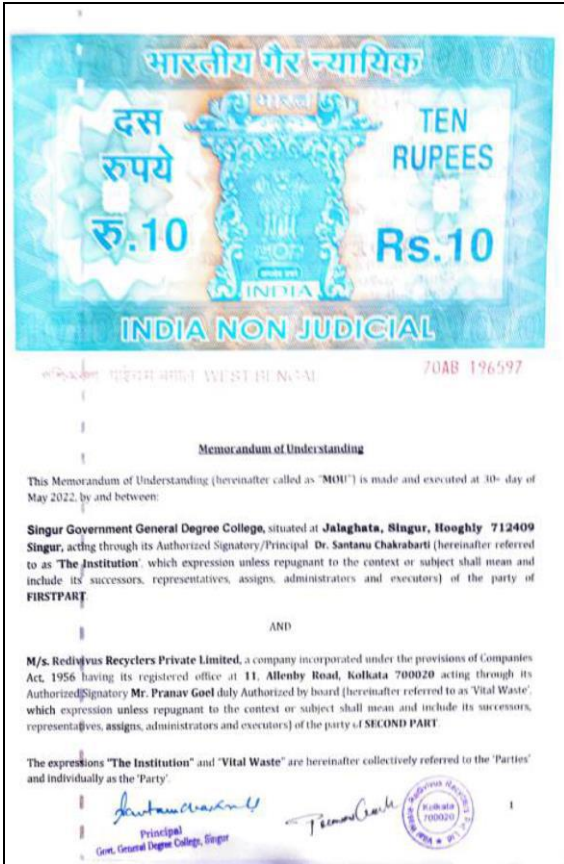 भारतीय गैर न्यायिक
भारत
दस
रुपये
रु.10
TEN
RUPEES
Rs.10
INDIA
INDIA NON JUDICIAL
पश्चिम बंगाल WEST BENGAL
70AB 196597
Memorandum of Understanding
This Memorandum of Understanding (hereinafter called as "MOU") is made and executed at 30 day of
May 2022, by and between:
Singur Government General Degree College, situated at Jalaghata, Singur, Hooghly 712409
Singur, acting through its Authorized Signatory/Principal Dr. Santanu Chakrabarti (hereinafter referred
to as 'The Institution', which expression unless repugnant to the context or subject shall mean and
include its successors, representatives, assigns, administrators and executors) of the party of
FIRSTPART.
AND
M/s. Redivivus Recyclers Private Limited, a company incorporated under the provisions of Companies
Act, 1956 having its registered office at 11, Allenby Road, Kolkata 700020 acting through its
Authorized Signatory Mr. Pranav Goel duly Authorized by board (hereinafter referred to as 'Vital Waste',
which expression unless repugnant to the context or subject shall mean and include its successors,
representatives, assigns, administrators and executors) of the party of SECOND PART.
The expressions "The Institution" and "Vital Waste" are hereinafter collectively referred to the 'Parties'
and individually as the 'Party'.
Principal
Govt. General Degree College, Singur
Kolkata
700020
1